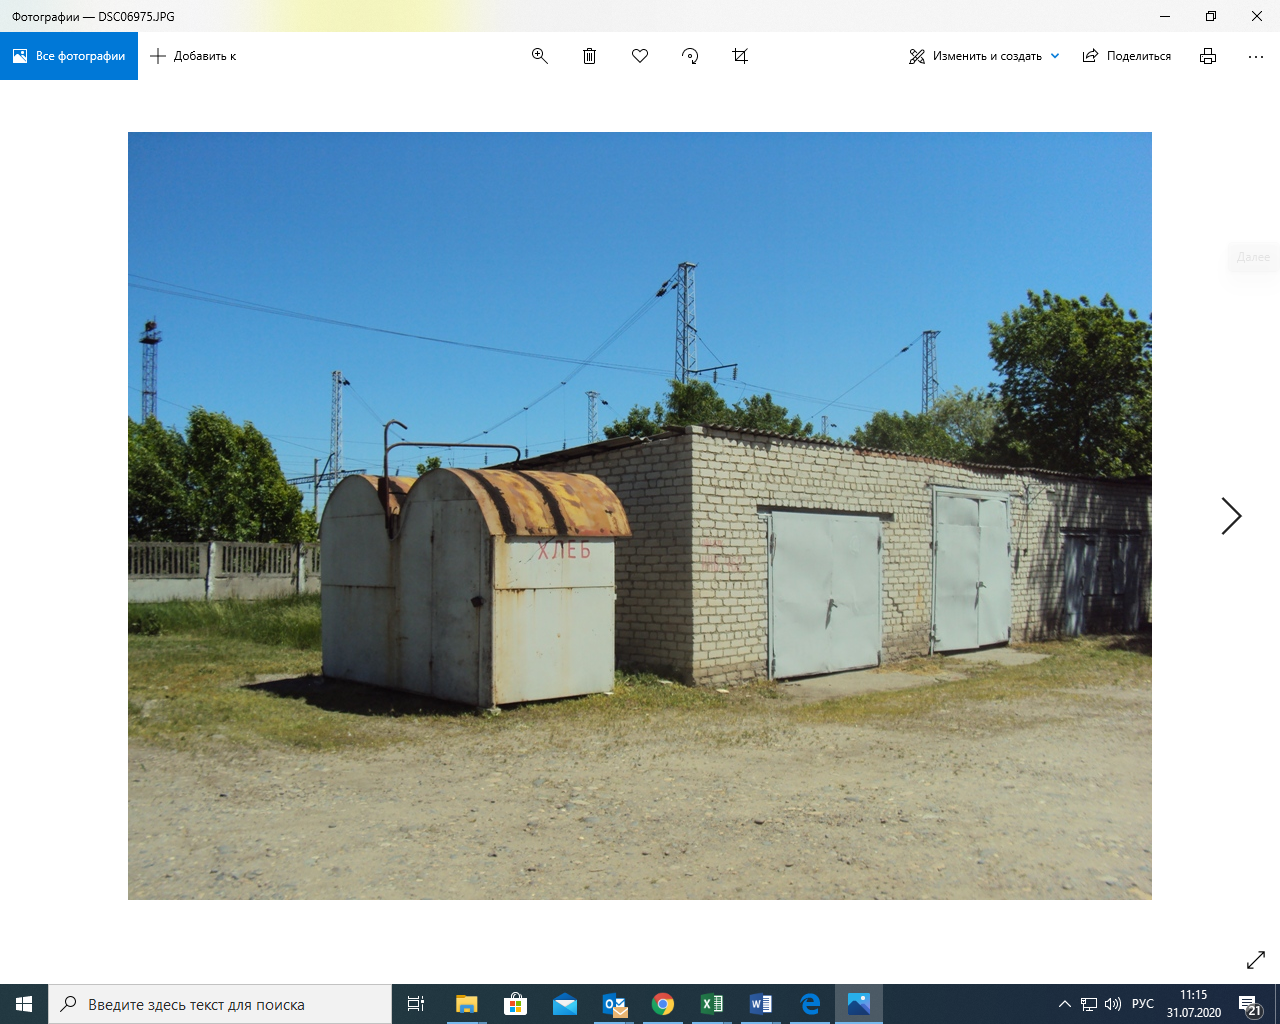 Фотографии — DSC06975.JPG
Все фотографии
Добавить к
Изменить и создать
Поделиться
Далее
ХЛЕБ
Введите здесь текст для поиска
РУС
11:15
31.07.2020
21